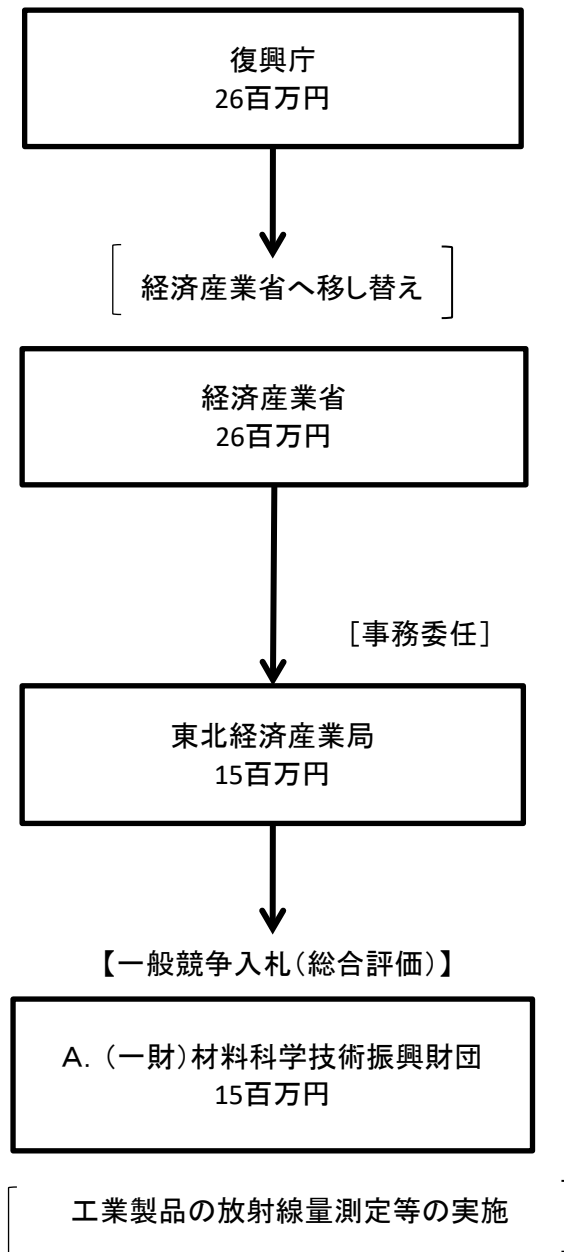 復興庁
26百万円
経済産業省へ移し替え
経済産業省
26百万円
[事務委任]
東北経済産業局
15百万円
【一般競争入札(総合評価)】
A.(一財)材料科学技術振興財団
15百万円
工業製品の放射線量測定等の実施